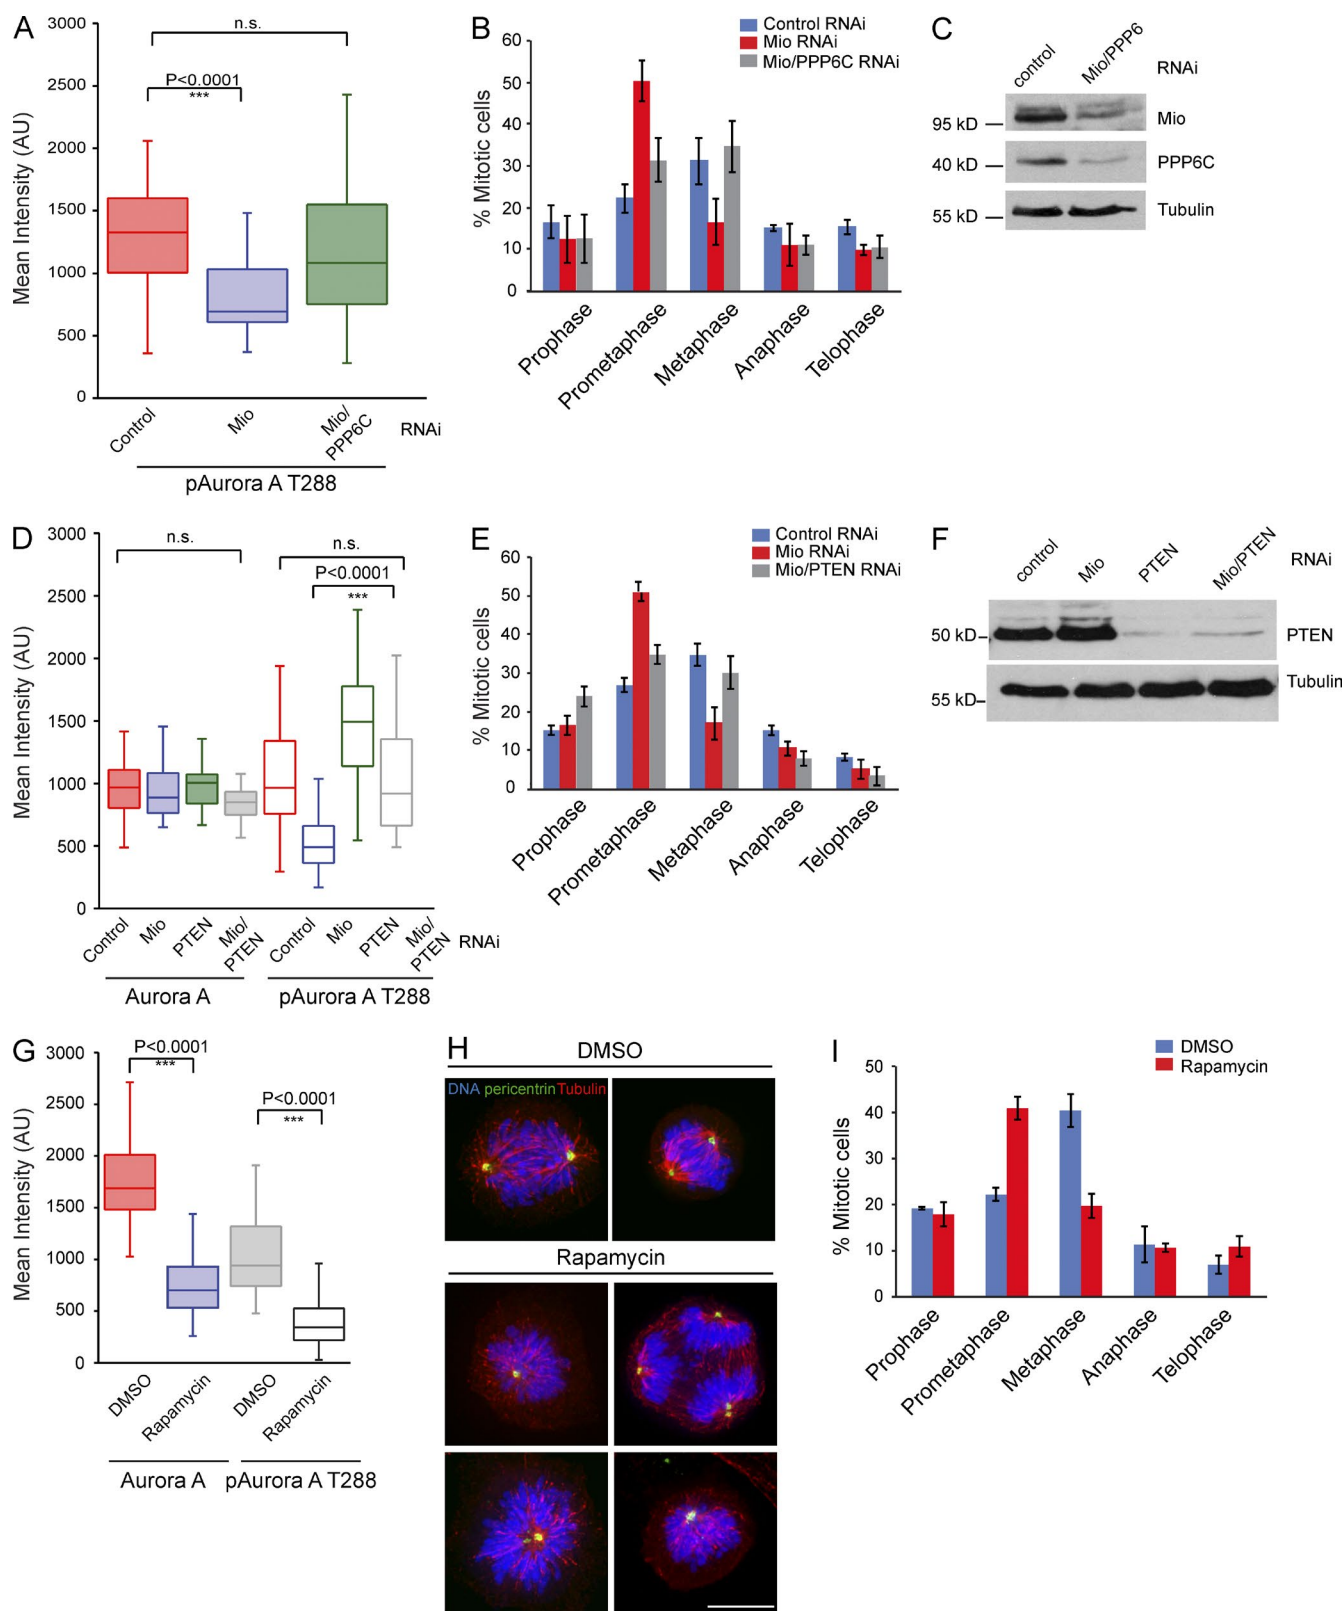 A
3000
2500
2000
1500
1000
500
0
Mean Intensity (AU)
n.s.
P<0.0001
***
Control
Mio
Mio/
PPP6C
RNAi
pAurora A T288
B
Control RNAi
Mio RNAi
Mio/PPP6C RNAi
60
50
40
30
20
10
0
% Mitotic cells
Prophase
Prometaphase
Metaphase
Anaphase
Telophase
C
control
Mio/PPP6
RNAi
95 kD
Mio
40 kD
PPP6C
55 kD
Tubulin
D
3000
2500
2000
1500
1000
500
0
Mean Intensity (AU)
n.s.
n.s.
P<0.0001
***
Control
Mio
PTEN
Mio/
PTEN
Control
Mio
PTEN
Mio/
PTEN
RNAi
Aurora A
pAurora A T288
E
Control RNAi
Mio RNAi
Mio/PTEN RNAi
60
50
40
30
20
10
0
% Mitotic cells
Prophase
Prometaphase
Metaphase
Anaphase
Telophase
F
control
Mio
PTEN
Mio/PTEN
RNAi
50 kD
PTEN
55 kD
Tubulin
G
3000
2500
2000
1500
1000
500
0
Mean Intensity (AU)
P<0.0001
***
P<0.0001
***
DMSO
Rapamycin
DMSO
Rapamycin
Aurora A
pAurora A T288
H
DMSO
DNA pericentrin Tubulin
Rapamycin
I
DMSO
Rapamycin
50
40
30
20
10
0
% Mitotic cells
Prophase
Prometaphase
Metaphase
Anaphase
Telophase